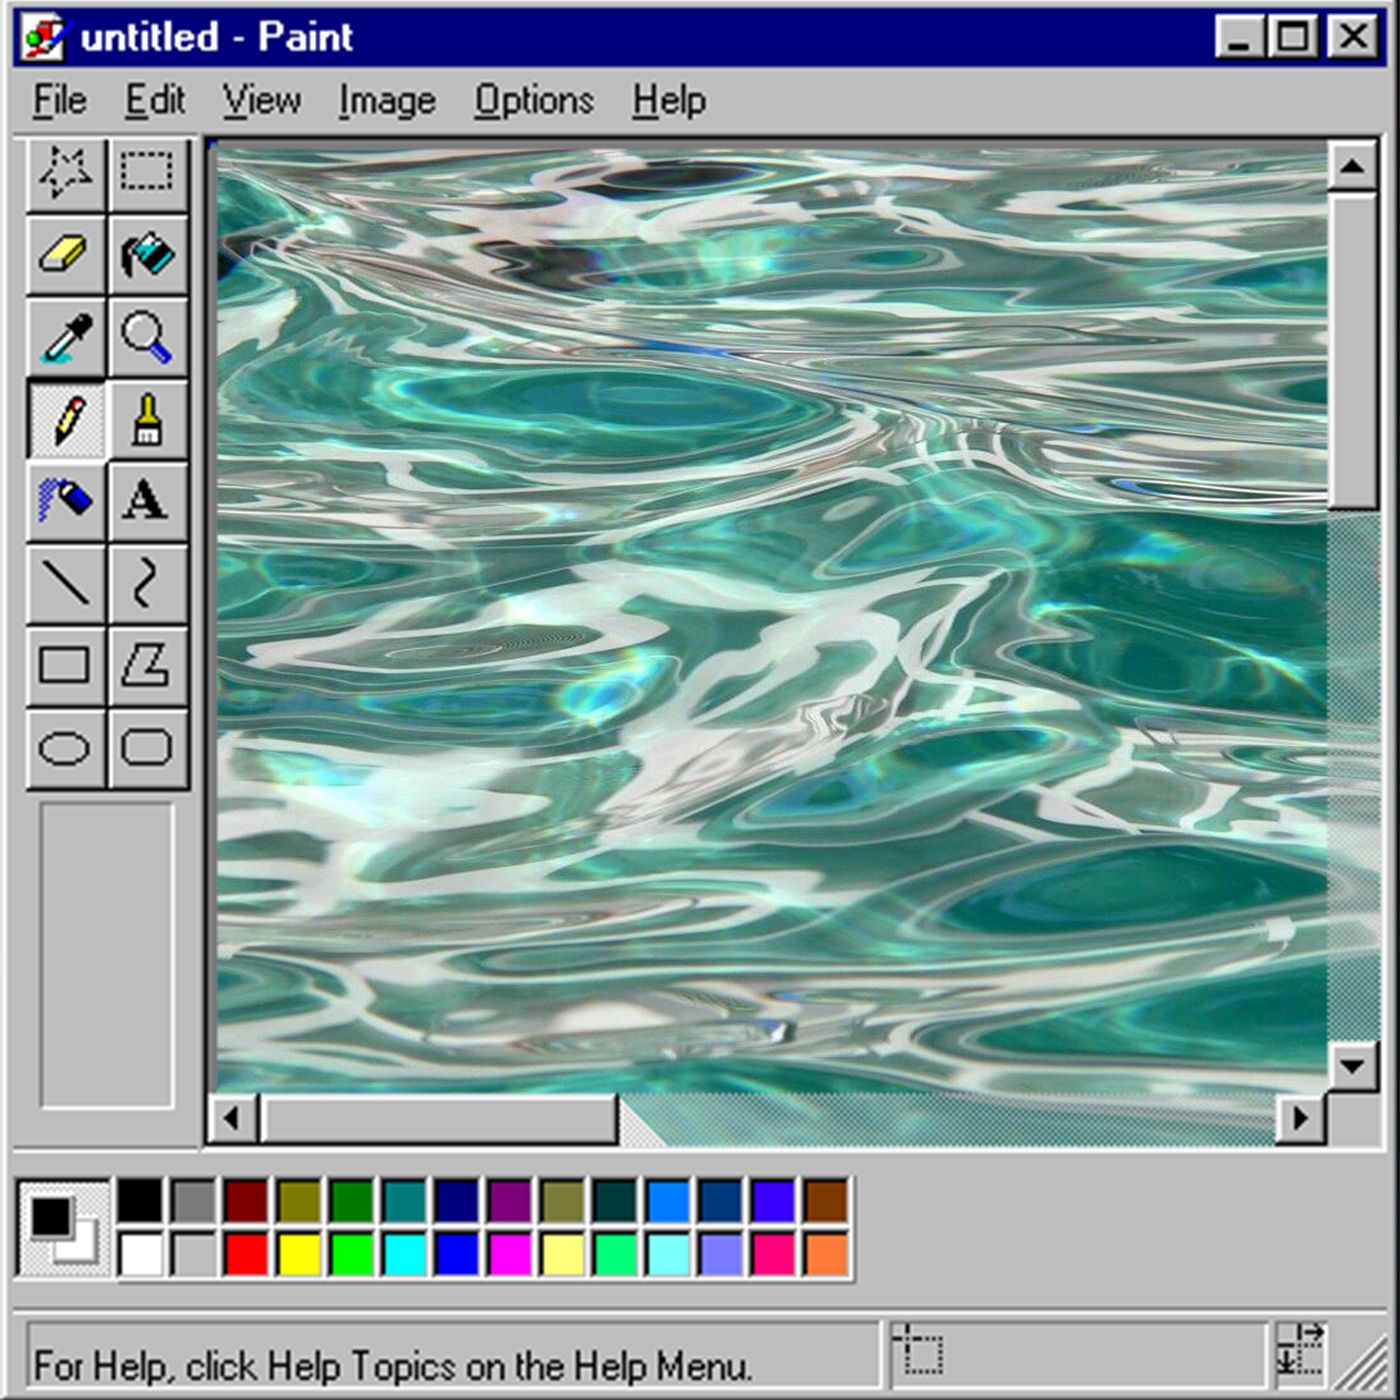 untitled - Paint
File Edit View Image Options Help
A
For Help, click Help Topics on the Help Menu.